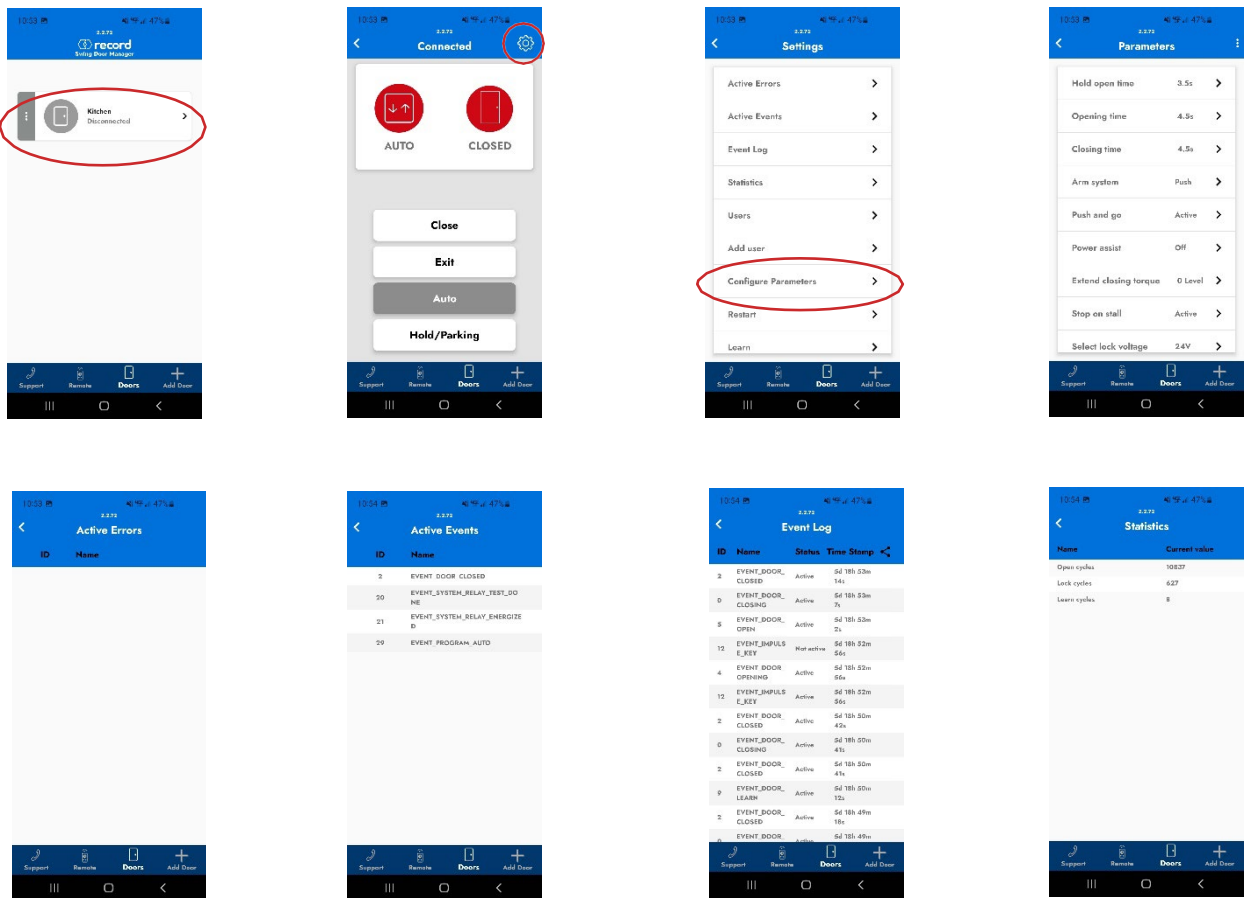 10:53 47%
2.2.72
record
Swing Door Manager
Kitchen
Disconnected
Support Remote Doors Add Door
10:53 47%
2.2.72
Connected
AUTO CLOSED
Close
Exit
Auto
Hold/Parking
Support Remote Doors Add Door
10:53 47%
2.2.72
Settings
Active Errors
Active Events
Event Log
Statistics
Users
Add user
Configure Parameters
Restart
Learn
Support Remote Doors Add Door
10:53 47%
2.2.72
Parameters
Hold open time 3.5s
Opening time 4.5s
Closing time 4.5s
Arm system Push
Push and go Active
Power assist Off
Extend closing torque 0 Level
Stop on stall Active
Select lock voltage 24V
Support Remote Doors Add Door
10:53 47%
2.2.72
Active Errors
ID Name
Support Remote Doors Add Door
10:54 47%
2.2.72
Active Events
ID Name
2 EVENT_DOOR_CLOSED
20 EVENT_SYSTEM_RELAY_TEST_DO
NE
21 EVENT_SYSTEM_RELAY_ENERGIZE
D
29 EVENT_PROGRAM_AUTO
Support Remote Doors Add Door
10:54 47%
2.2.72
Event Log
ID Name Status Time Stamp
2 EVENT_DOOR_
CLOSED Active 5d 18h 53m
14s
0 EVENT_DOOR_
CLOSING Active 5d 18h 53m
7s
5 EVENT_DOOR_
OPEN Active 5d 18h 53m
2s
12 EVENT_IMPULS
E_KEY Not active 5d 18h 52m
56s
4 EVENT_DOOR_
OPENING Active 5d 18h 52m
56s
12 EVENT_IMPULS
E_KEY Active 5d 18h 52m
56s
2 EVENT_DOOR_
CLOSED Active 5d 18h 50m
42s
0 EVENT_DOOR_
CLOSING Active 5d 18h 50m
41s
2 EVENT_DOOR_
CLOSED Active 5d 18h 50m
41s
9 EVENT_DOOR_
LEARN Active 5d 18h 50m
12s
2 EVENT_DOOR_
CLOSED Active 5d 18h 49m
18s
0 EVENT_DOOR_ Active 5d 18h 49m
Support Remote Doors Add Door
10:54 47%
2.2.72
Statistics
Name Current value
Open cycles 10837
Lock cycles 627
Learn cycles 8
Support Remote Doors Add Door